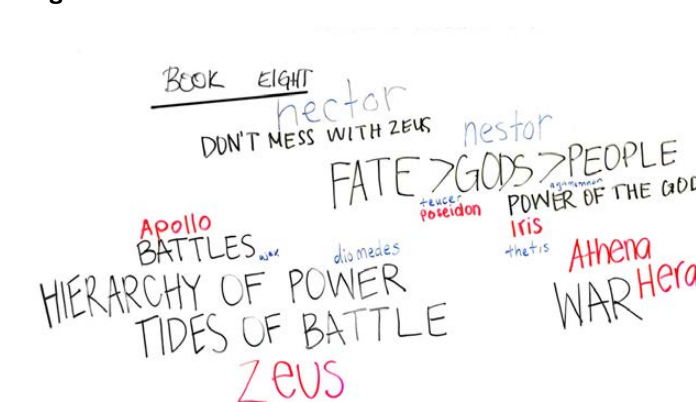 BOOK EIGHT
hector
DON'T MESS WITH ZEUS
nestor
FATE > GODS > PEOPLE
agamemnon
teucer
poseidon
POWER OF THE GOD
Iris
thetis
Apollo
BATTLES
war
diomedes
HIERARCHY OF POWER
TIDES OF BATTLE
Athena
WAR
Hera
Zeus